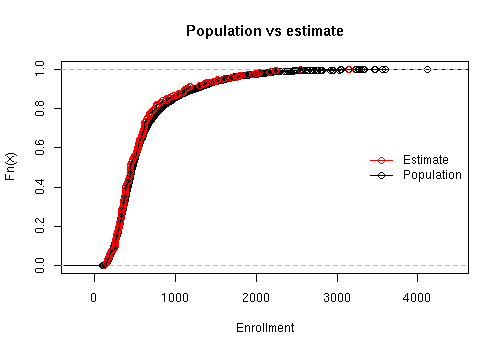 Population vs estimate
Fn(x)
1.0
0.8
0.6
0.4
0.2
0.0
Estimate
Population
0 1000 2000 3000 4000
Enrollment